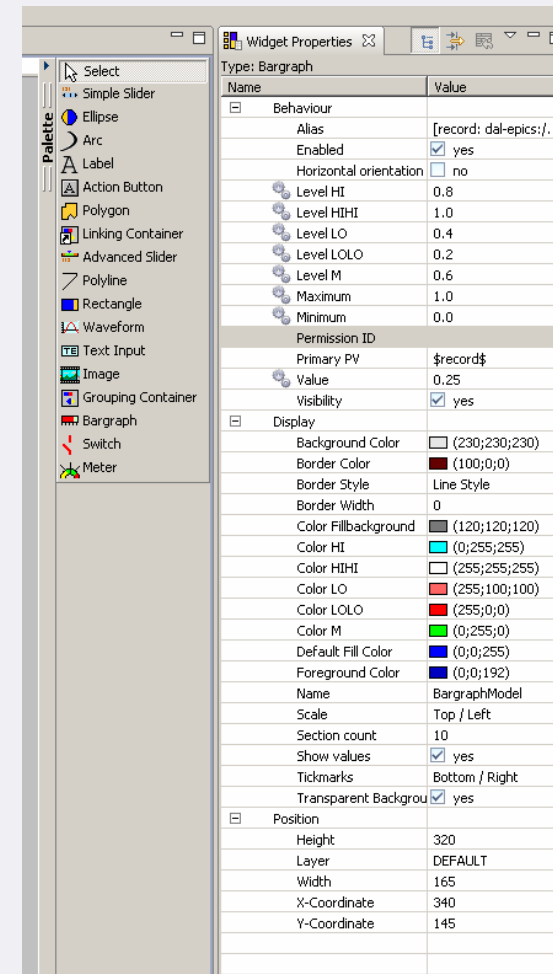 Palette
Select
Simple Slider
Ellipse
Arc
Label
Action Button
Polygon
Linking Container
Advanced Slider
Polyline
Rectangle
Waveform
Text Input
Image
Grouping Container
Bargraph
Switch
Meter
Widget Properties
Type: Bargraph
Name Value
Behaviour
Alias [record: dal-epics:/.
Enabled yes
Horizontal orientation no
Level HI 0.8
Level HIHI 1.0
Level LO 0.4
Level LOLO 0.2
Level M 0.6
Maximum 1.0
Minimum 0.0
Permission ID
Primary PV $record$
Value 0.25
Visibility yes
Display
Background Color (230;230;230)
Border Color (100;0;0)
Border Style Line Style
Border Width 0
Color Fillbackground (120;120;120)
Color HI (0;255;255)
Color HIHI (255;255;255)
Color LO (255;100;100)
Color LOLO (255;0;0)
Color M (0;255;0)
Default Fill Color (0;0;255)
Foreground Color (0;0;192)
Name BargraphModel
Scale Top / Left
Section count 10
Show values yes
Tickmarks Bottom / Right
Transparent Backgrou yes
Position
Height 320
Layer DEFAULT
Width 165
X-Coordinate 340
Y-Coordinate 145